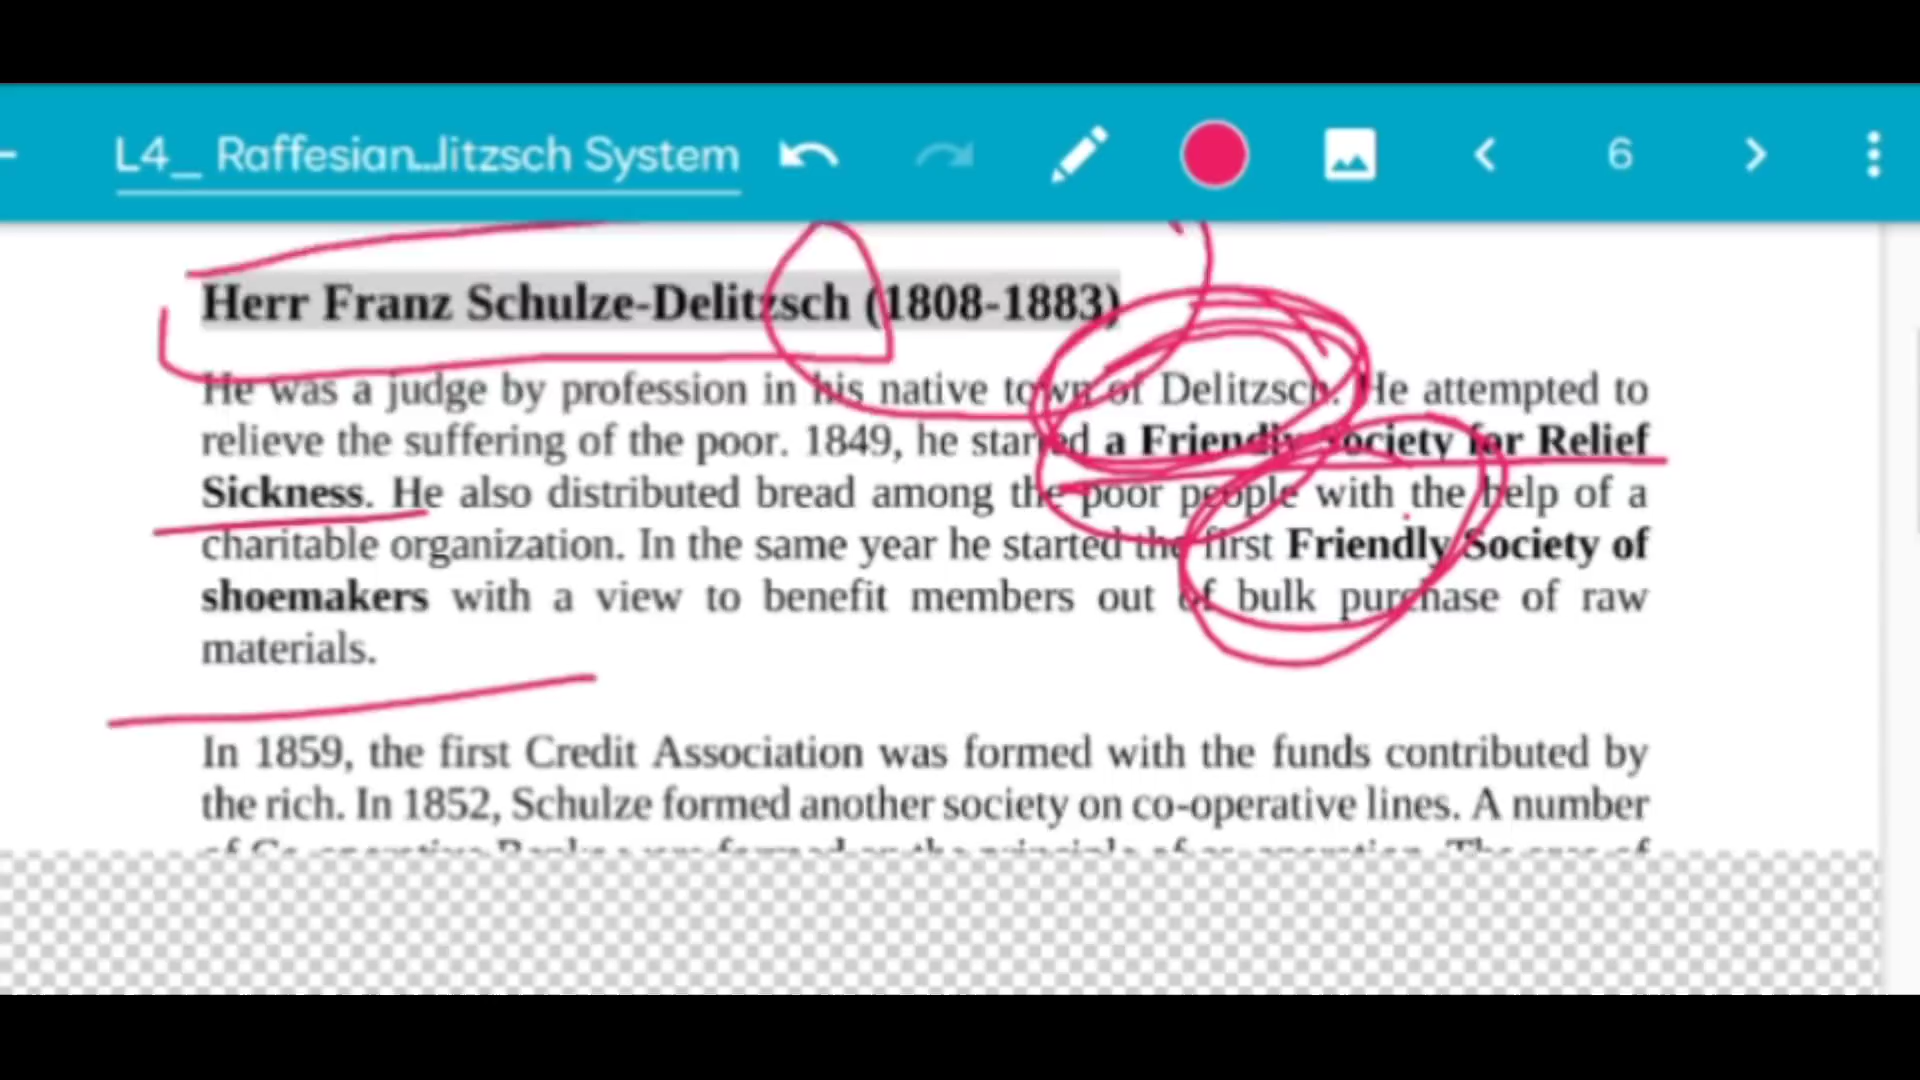 L4_ Raffesian...litzsch System
6
Herr Franz Schulze-Delitzsch (1808-1883)
He was a judge by profession in his native town of Delitzsch. He attempted to
relieve the suffering of the poor. 1849, he started a Friendly Society for Relief
Sickness. He also distributed bread among the poor people with the help of a
charitable organization. In the same year he started the first Friendly Society of
shoemakers with a view to benefit members out of bulk purchase of raw
materials.
In 1859, the first Credit Association was formed with the funds contributed by
the rich. In 1852, Schulze formed another society on co-operative lines. A number